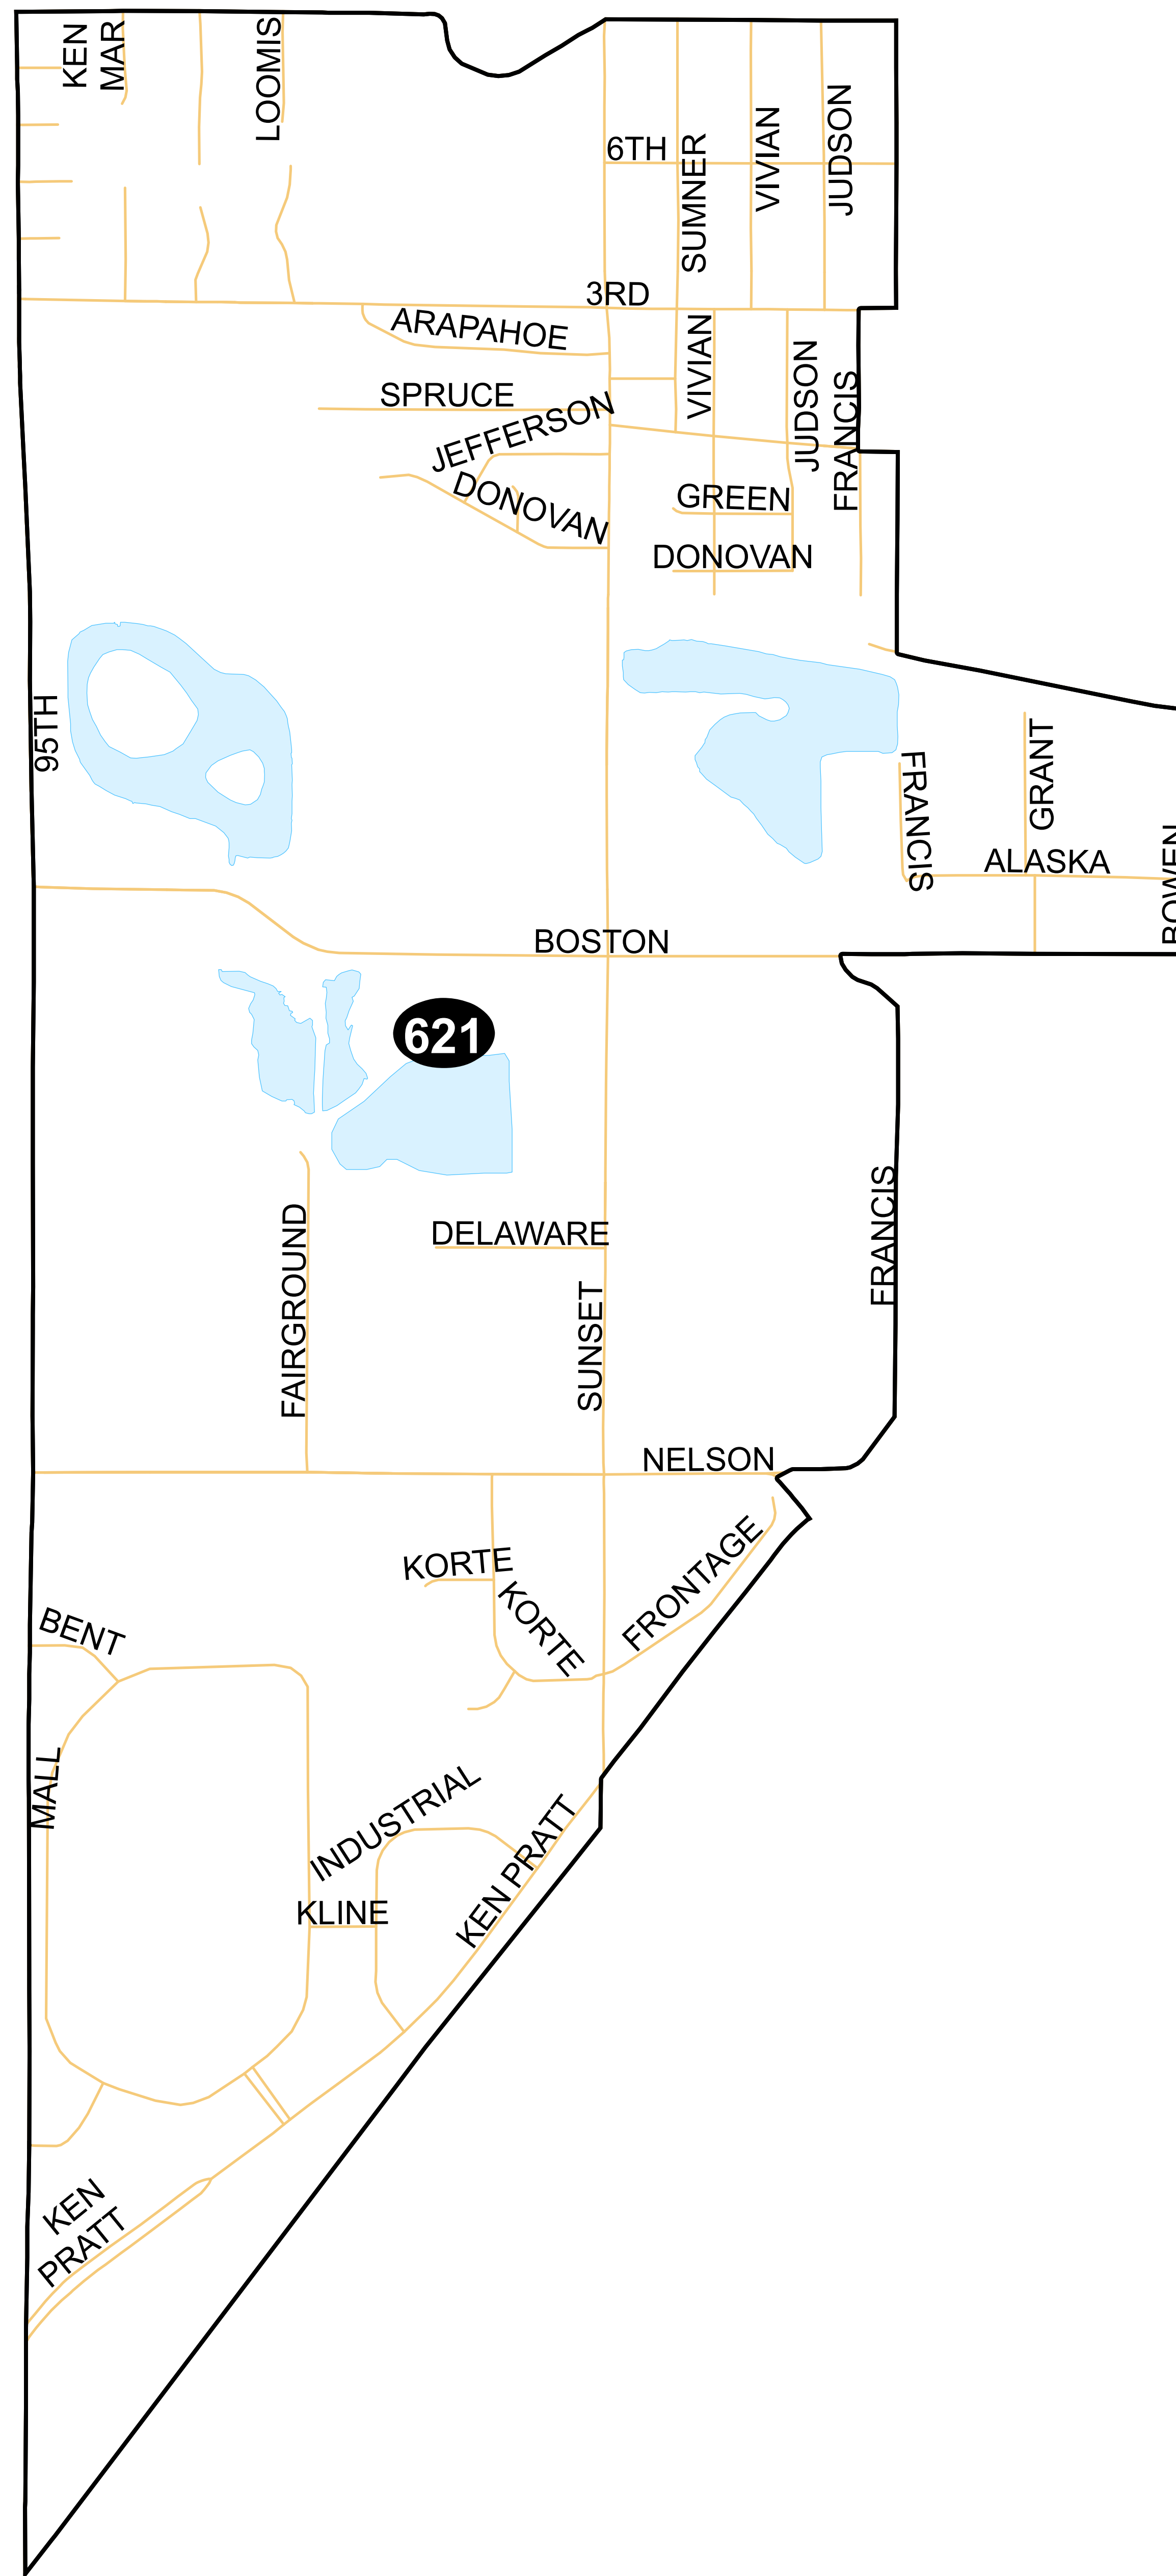 KEN
MAR
LOOMIS
6TH
SUMNER
VIVIAN
JUDSON
3RD
ARAPAHOE
VIVIAN
JUDSON
FRANCIS
SPRUCE
JEFFERSON
DONOVAN
GREEN
DONOVAN
95TH
FRANCIS
GRANT
ALASKA
BOWEN
BOSTON
621
FAIRGROUND
DELAWARE
SUNSET
FRANCIS
NELSON
KORTE
KORTE
FRONTAGE
BENT
MALL
INDUSTRIAL
KLINE
KEN PRATT
KEN
PRATT